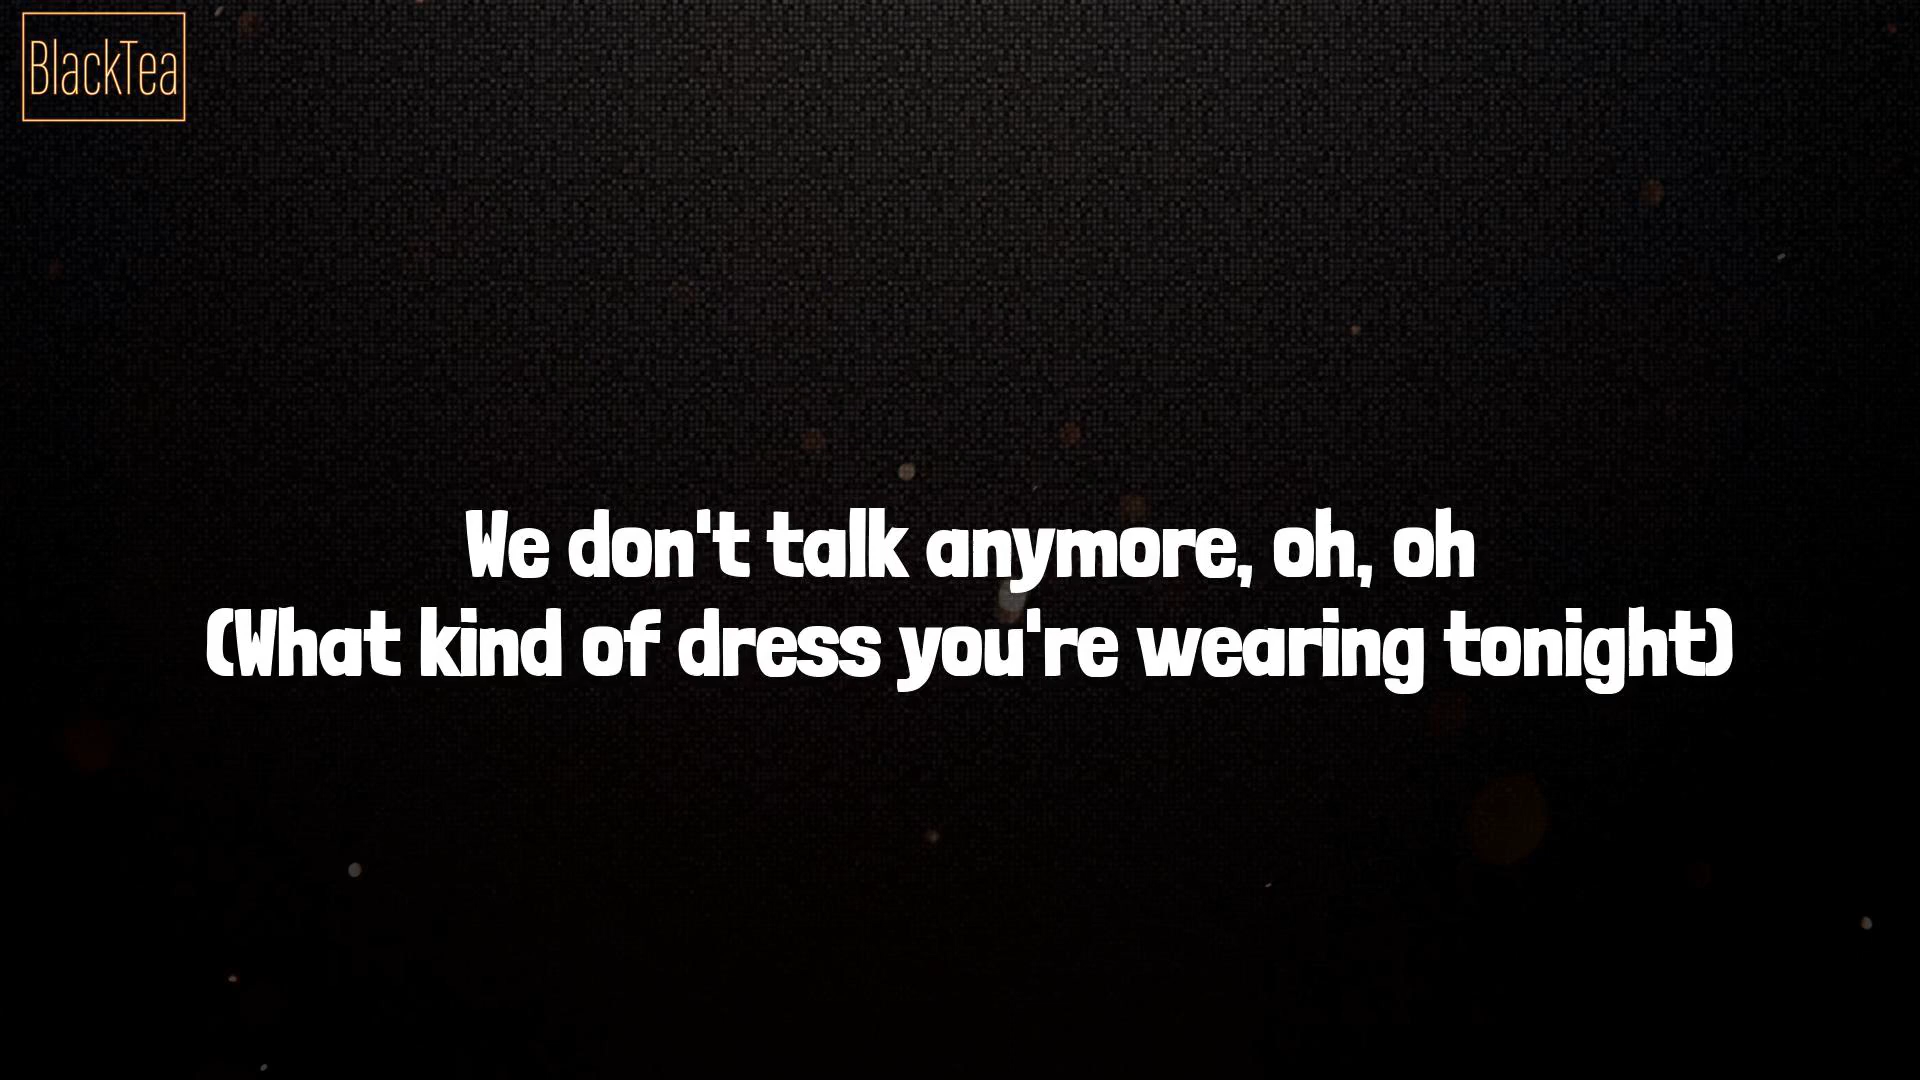 BlackTea
We don't talk anymore, oh, oh
(What kind of dress you're wearing tonight)